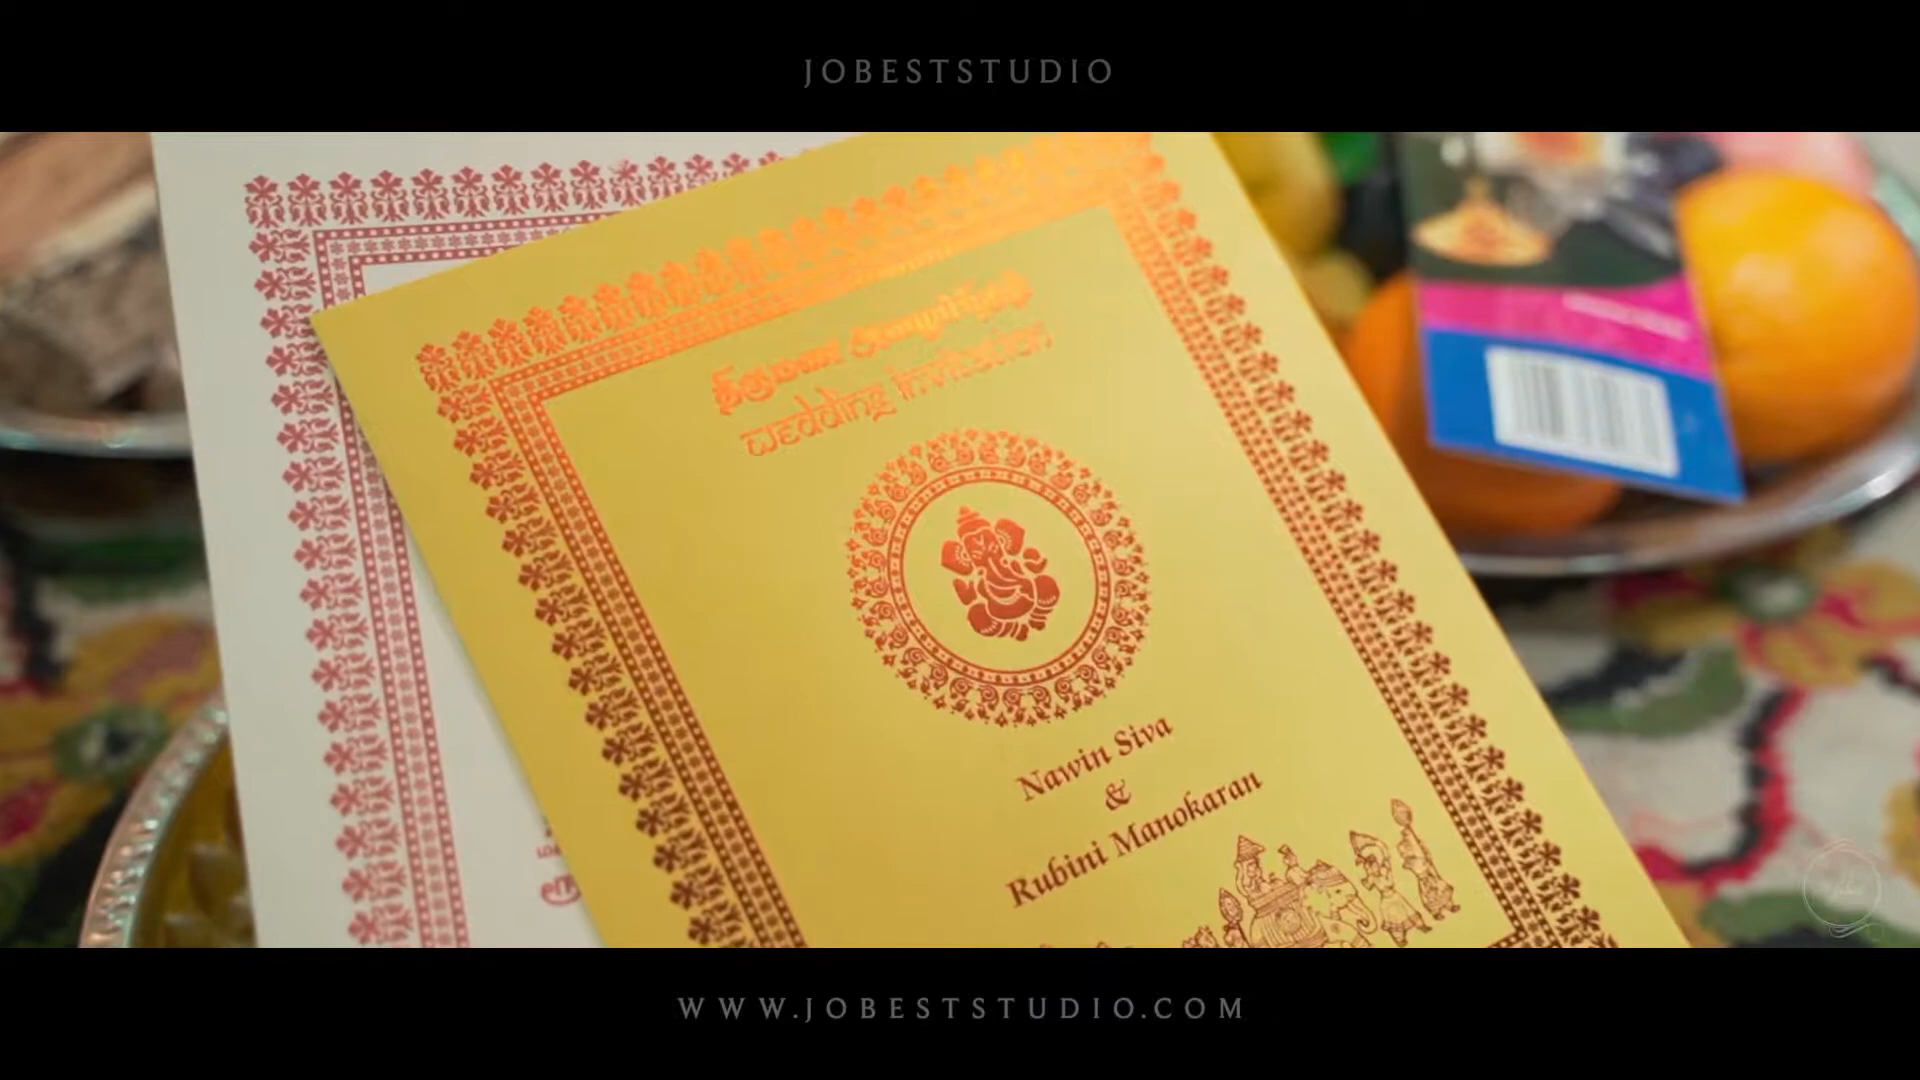 JOBESTSTUDIO
திருமண அழைப்பிதழ்
Wedding Invitation
Nawin Siva
&
Rubini Manokaran
WWW.JOBESTSTUDIO.COM